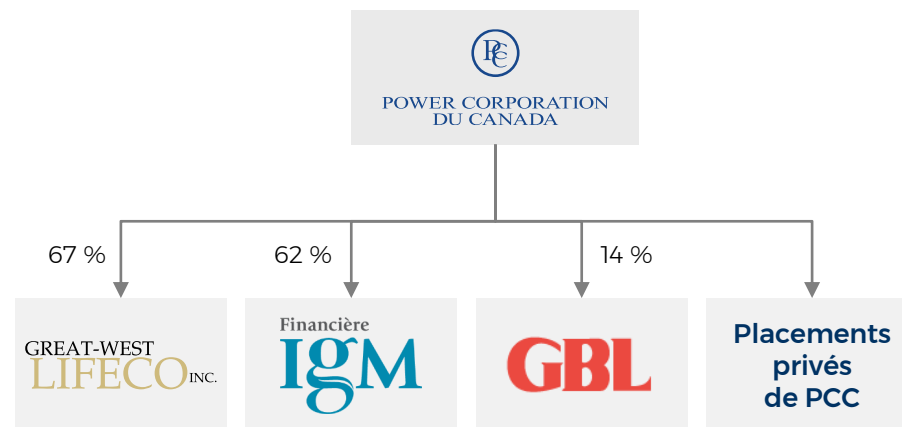 PCC
POWER CORPORATION
DU CANADA
67 %
62 %
14 %
GREAT-WEST
LIFECO INC.
Financière
IgM
GBL
Placements
privés
de PCC